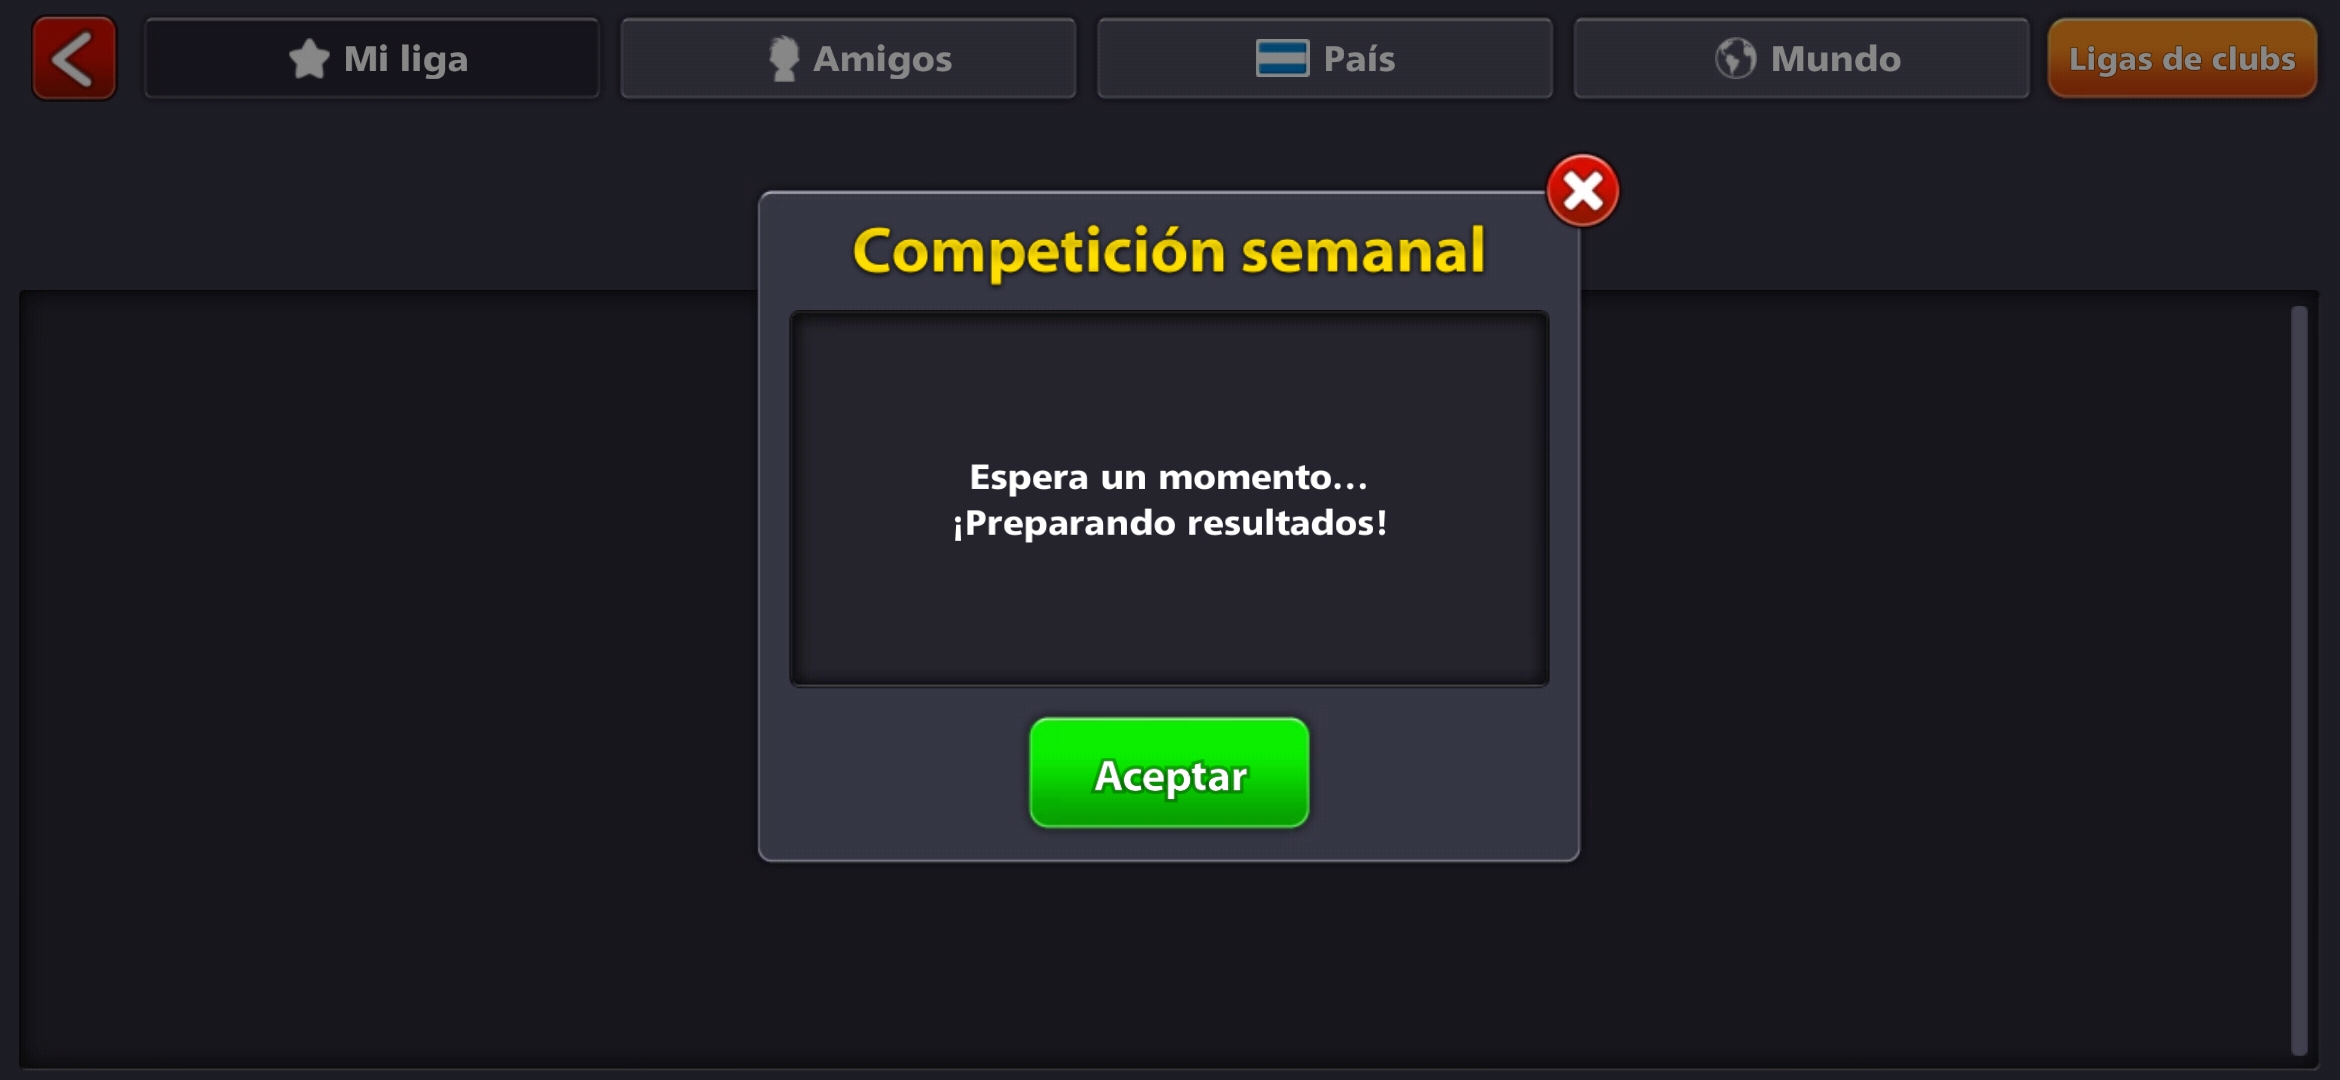 Mi liga
Amigos
País
Mundo
Ligas de clubs
Competición semanal
Espera un momento...
¡Preparando resultados!
Aceptar